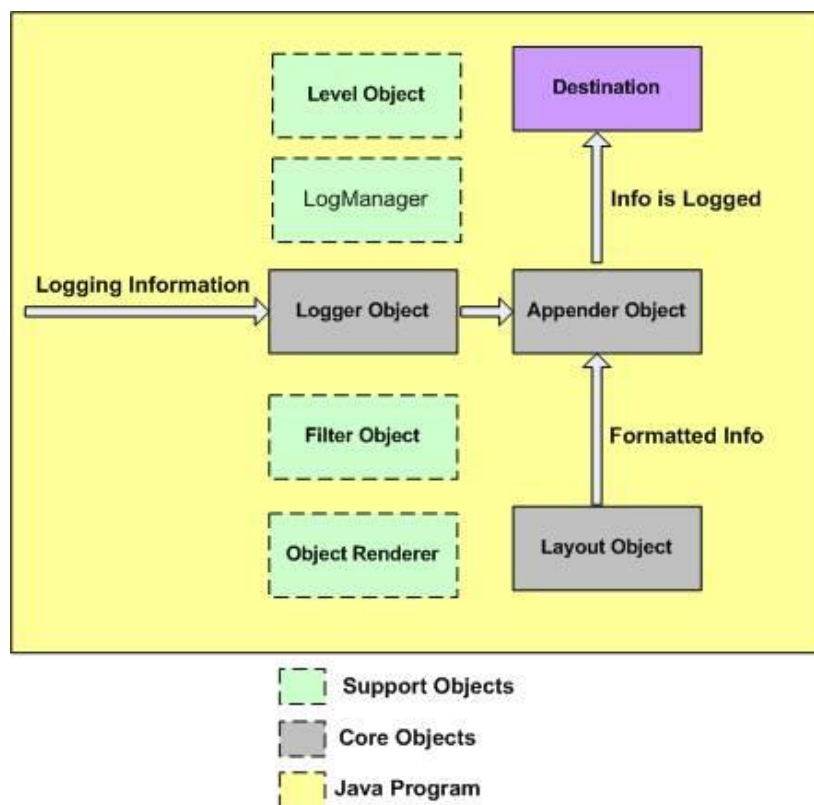 Level Object
Destination
LogManager
Info is Logged
Logging Information
Logger Object
Appender Object
Filter Object
Formatted Info
Object Renderer
Layout Object
Support Objects
Core Objects
Java Program